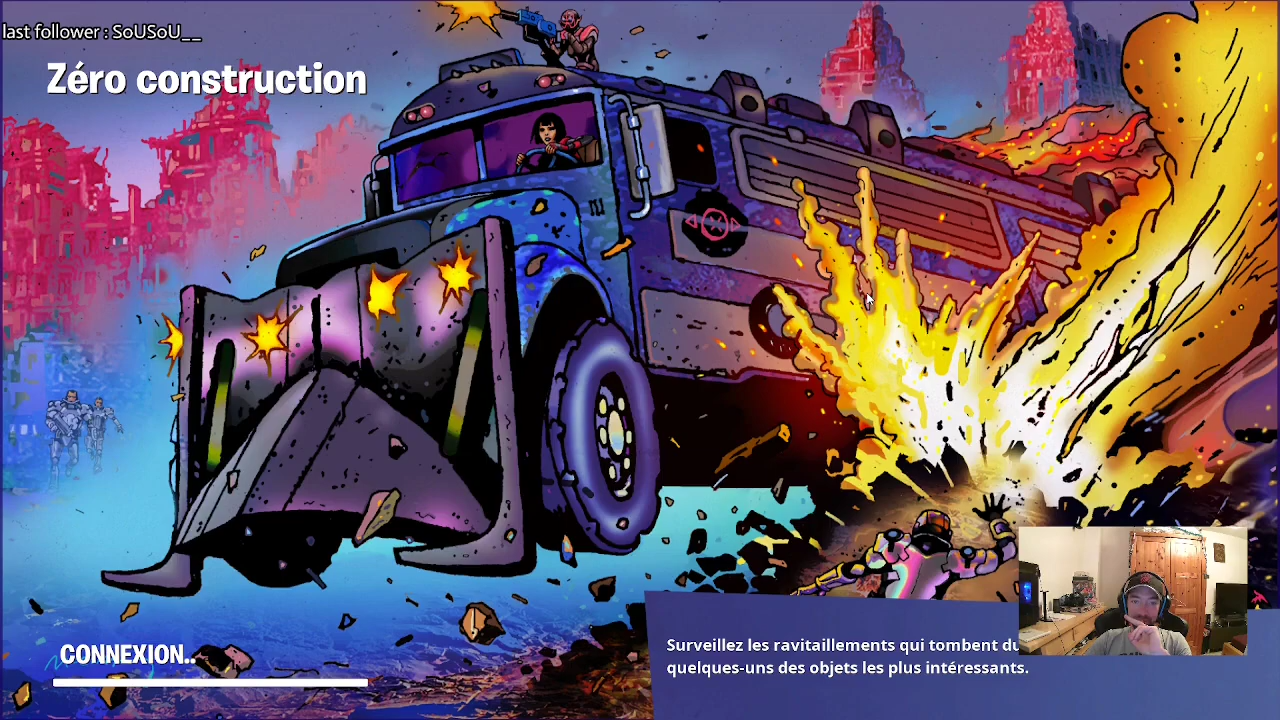 last follower : SoUSoU__
Zéro construction
CONNEXION..
Surveillez les ravitaillements qui tombent du
quelques-uns des objets les plus intéressants.